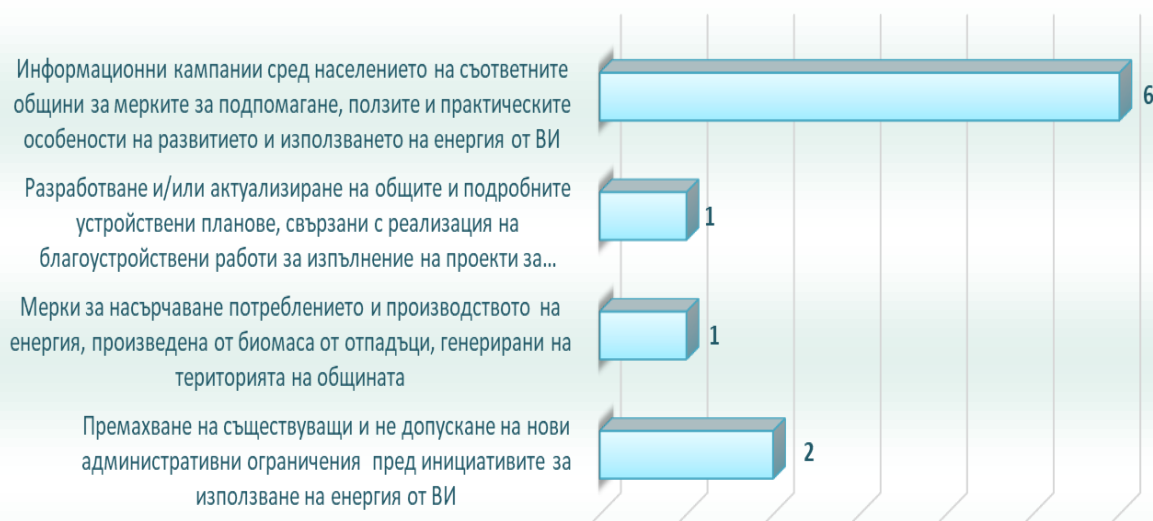 Информационни кампании сред населението на съответните
общини за мерките за подпомагане, ползите и практическите
особености на развитието и използването на енергия от ВИ
6
Разработване и/или актуализиране на общите и подробните
устройствени планове, свързани с реализация на
благоустройствени работи за изпълнение на проекти за...
1
Мерки за насърчаване потреблението и производството на
енергия, произведена от биомаса от отпадъци, генерирани на
територията на общината
1
Премахване на съществуващи и не допускане на нови
административни ограничения пред инициативите за
използване на енергия от ВИ
2